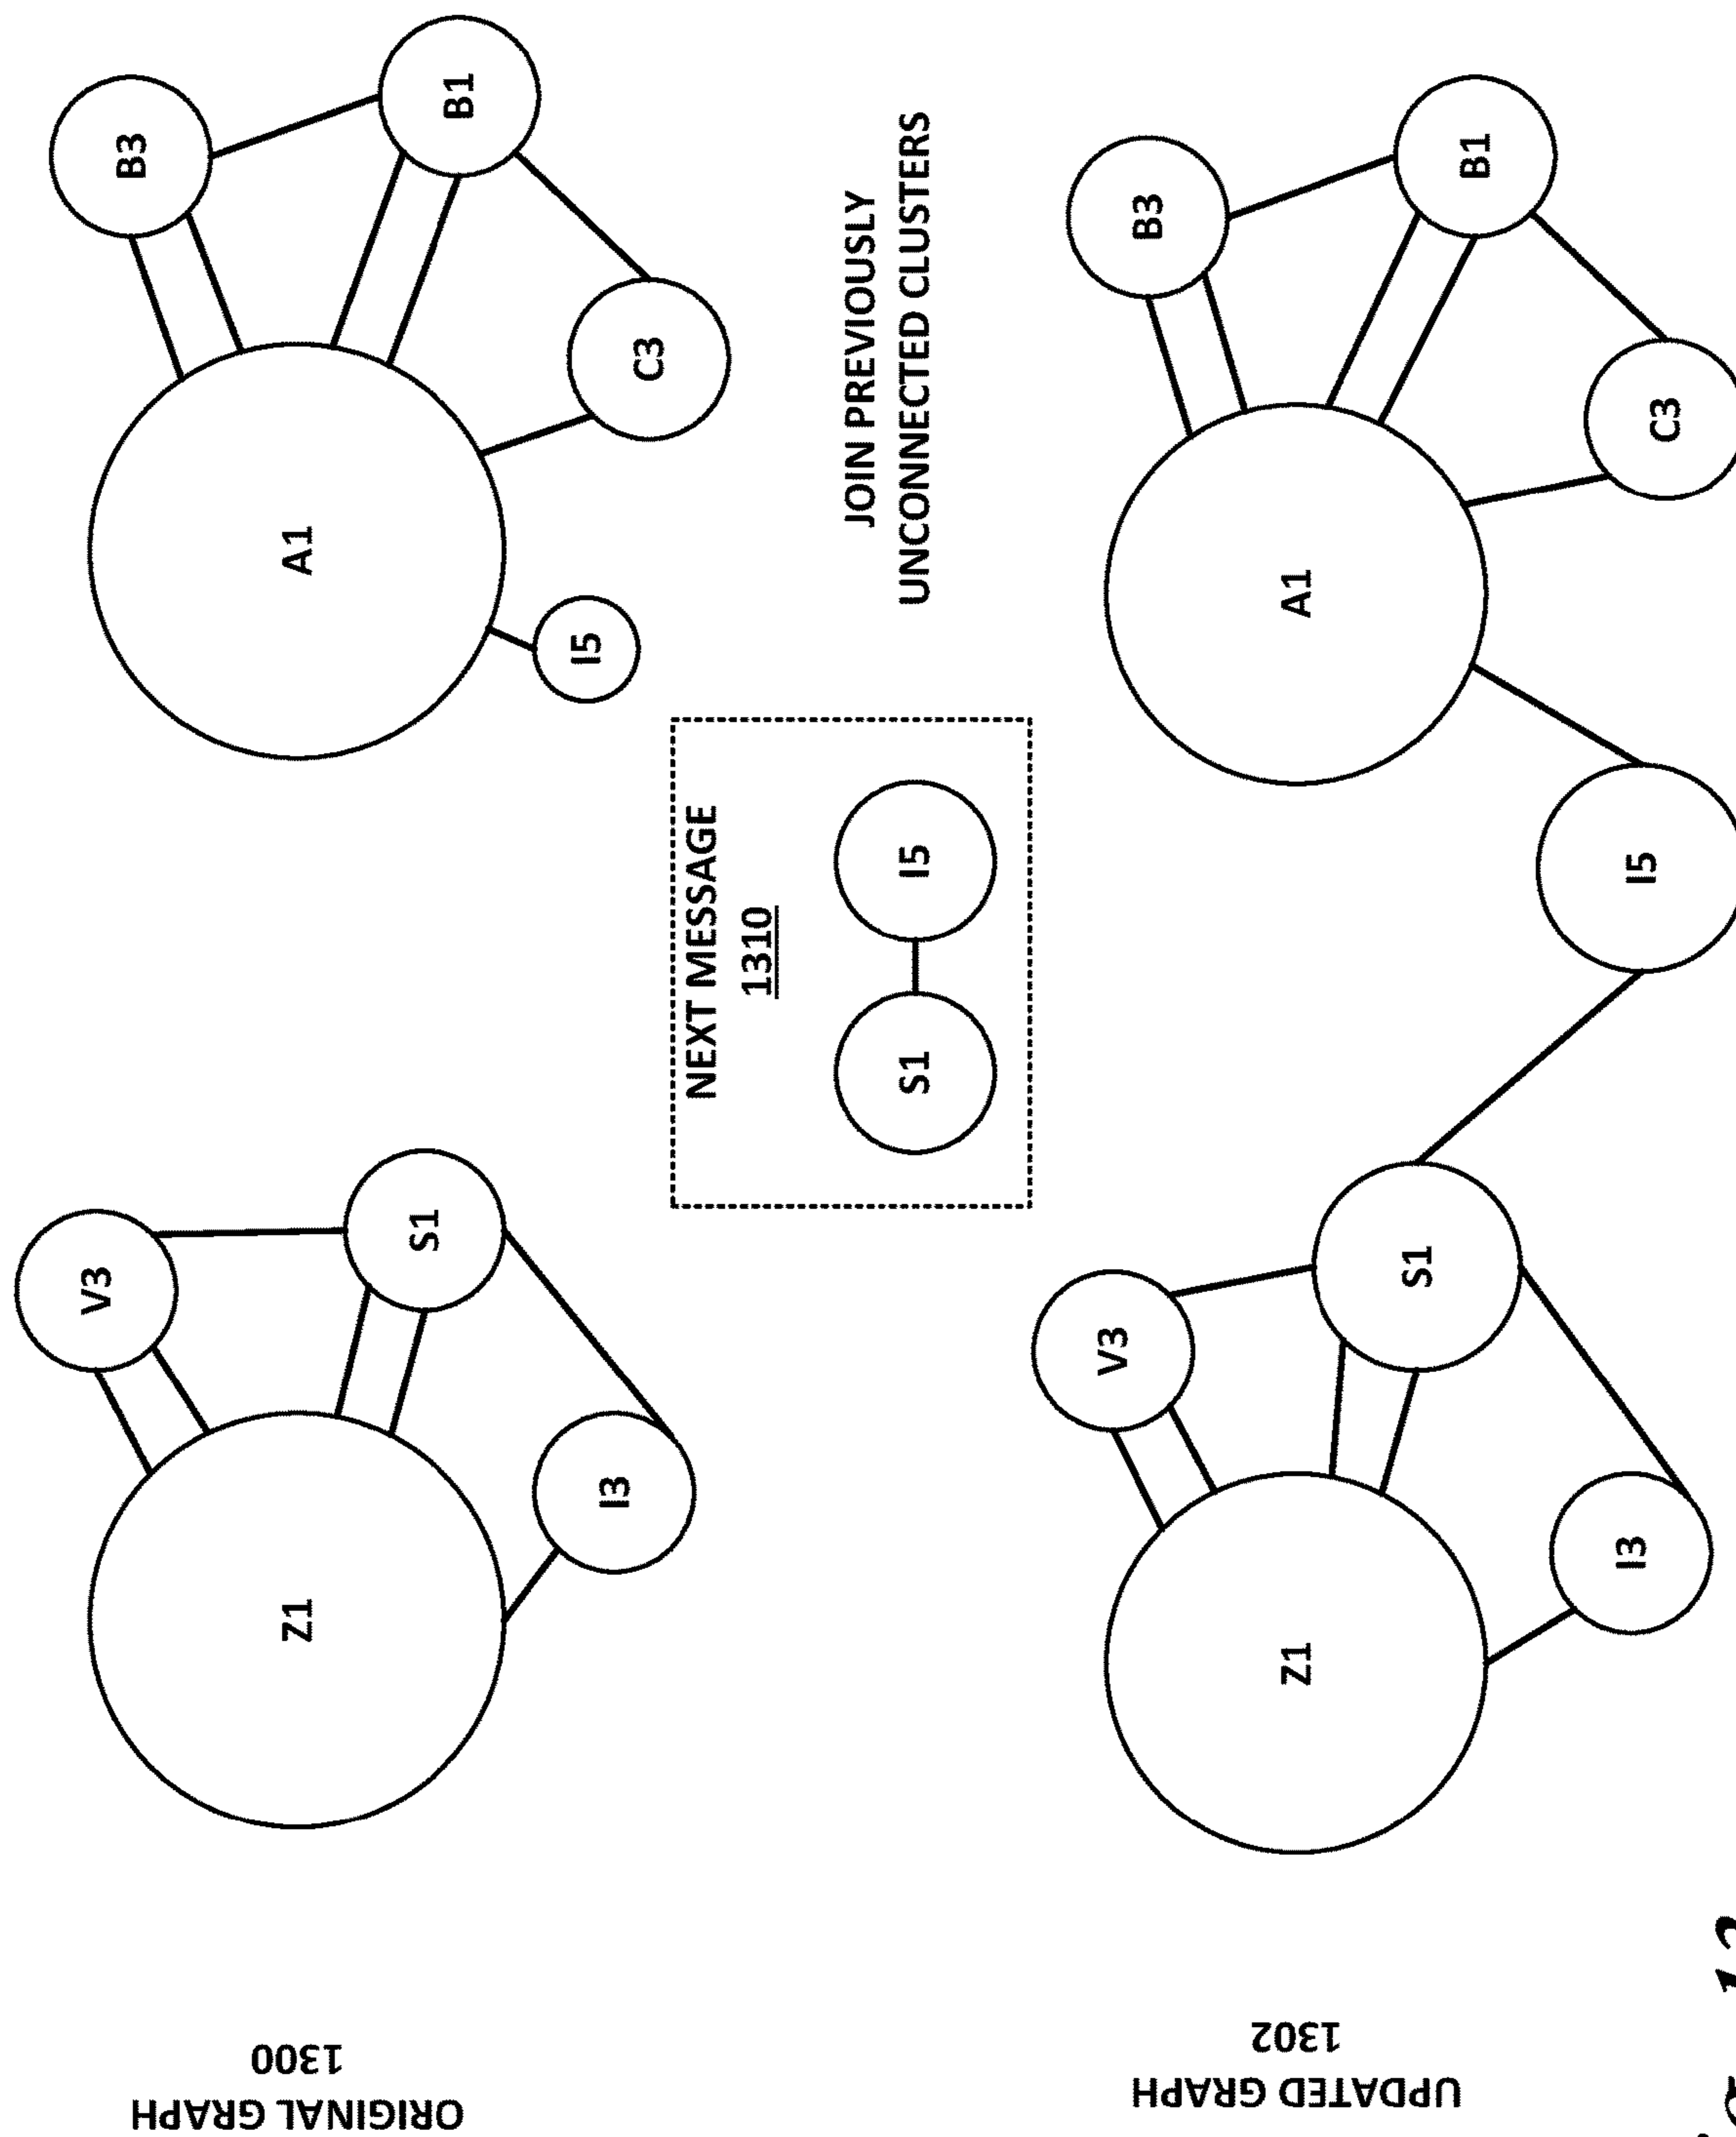 ORIGINAL GRAPH
1300
Z1
V3
S1
I3
A1
B3
B1
C3
I5
NEXT MESSAGE
1310
S1
I5
JOIN PREVIOUSLY
UNCONNECTED CLUSTERS
UPDATED GRAPH
1302
Z1
V3
S1
I3
I5
A1
B3
B1
C3